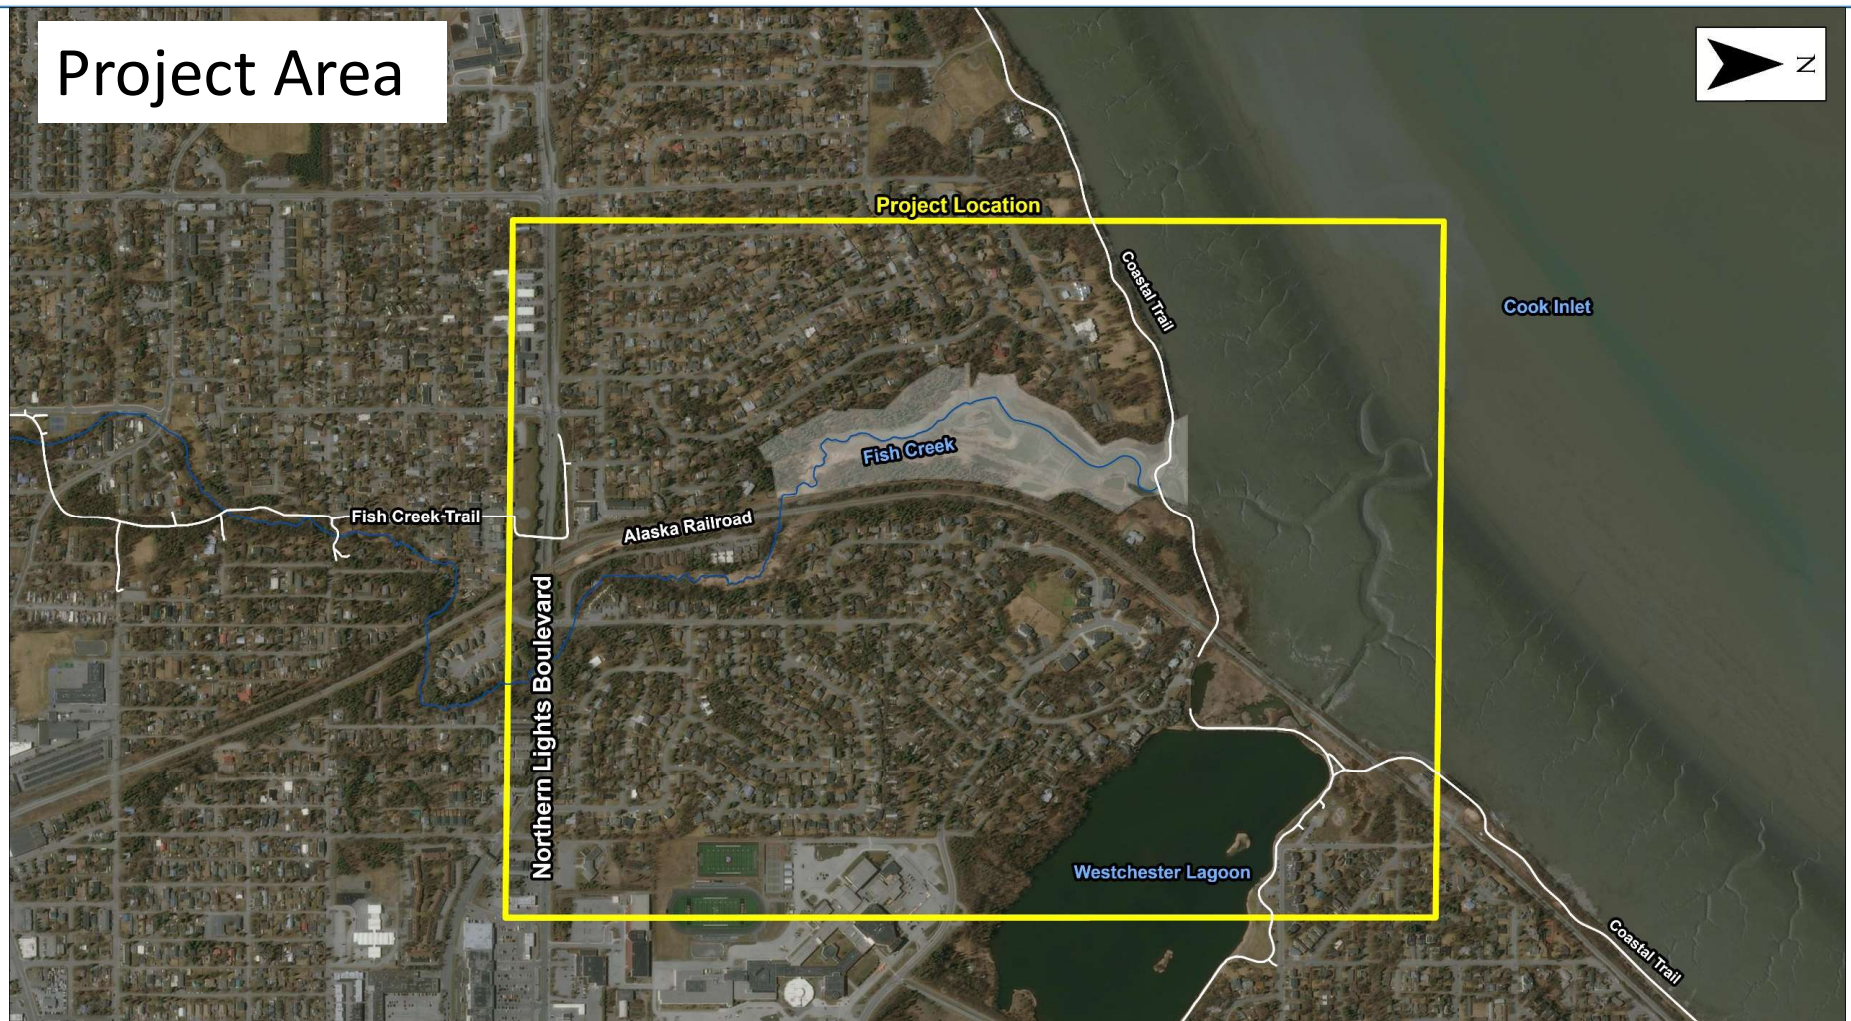 Project Area
N
Project Location
Coastal Trail
Cook Inlet
Fish Creek
Fish Creek Trail
Alaska Railroad
Northern Lights Boulevard
Westchester Lagoon
Coastal Trail